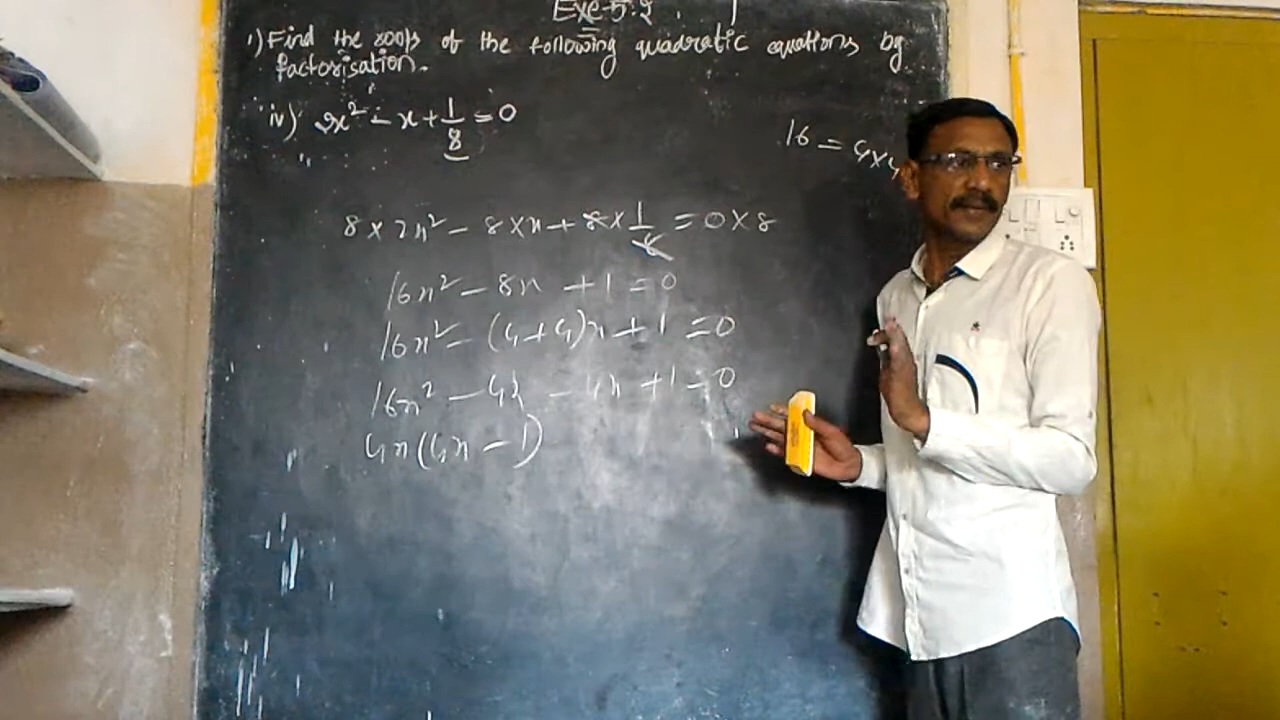 Exe-5.2
1) Find the roots of the following quadratic equations by
factorisation.
iv) 2x² - x + 1/8 = 0
16 = 4×4
8 × 2x² - 8 × x + 8 × 1/8 = 0 × 8
16x² - 8x + 1 = 0
16x² - (4+4)x + 1 = 0
16x² - 4x - 4x + 1 = 0
4x(4x - 1)